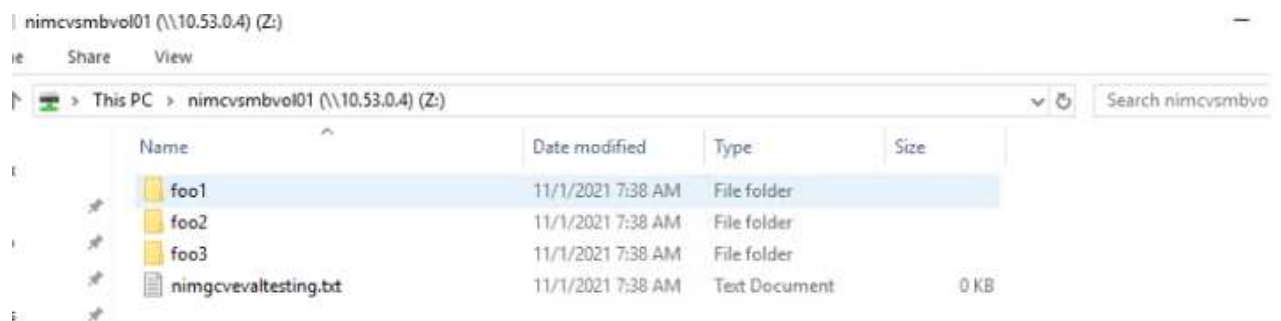 nimcvsmbvol01 (\\10.53.0.4) (Z:)
Share View
This PC > nimcvsmbvol01 (\\10.53.0.4) (Z:) Search nimcvsmbvo
Name Date modified Type Size
foo1 11/1/2021 7:38 AM File folder
foo2 11/1/2021 7:38 AM File folder
foo3 11/1/2021 7:38 AM File folder
nimgcvevaltesting.txt 11/1/2021 7:38 AM Text Document 0 KB